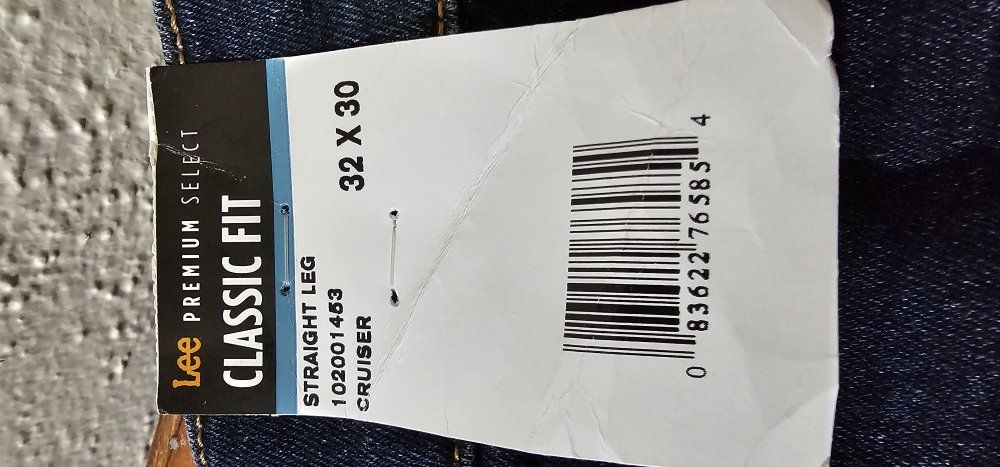 Lee PREMIUM SELECT
CLASSIC FIT
STRAIGHT LEG
102001453
CRUISER
32 X 30
0 83622 76585 4